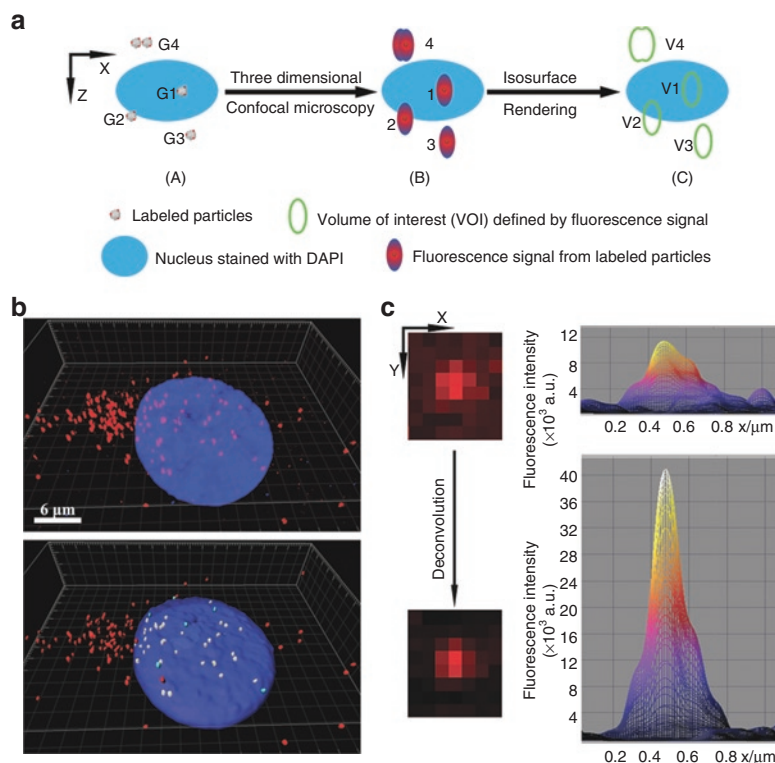 a
X
Z
G4
G1
G2
G3
(A)
Three dimensional
Confocal microscopy
4
1
2
3
(B)
Isosurface
Rendering
V4
V1
V2
V3
(C)
Labeled particles
Volume of interest (VOI) defined by fluorescence signal
Nucleus stained with DAPI
Fluorescence signal from labeled particles
b
6 μm
c
X
Y
Deconvolution
Fluorescence intensity
(×10³ a.u.)
12
8
4
0.2 0.4 0.6 0.8 x/μm
Fluorescence intensity
(×10³ a.u.)
40
36
32
28
24
20
16
12
8
4
0.2 0.4 0.6 0.8 x/μm